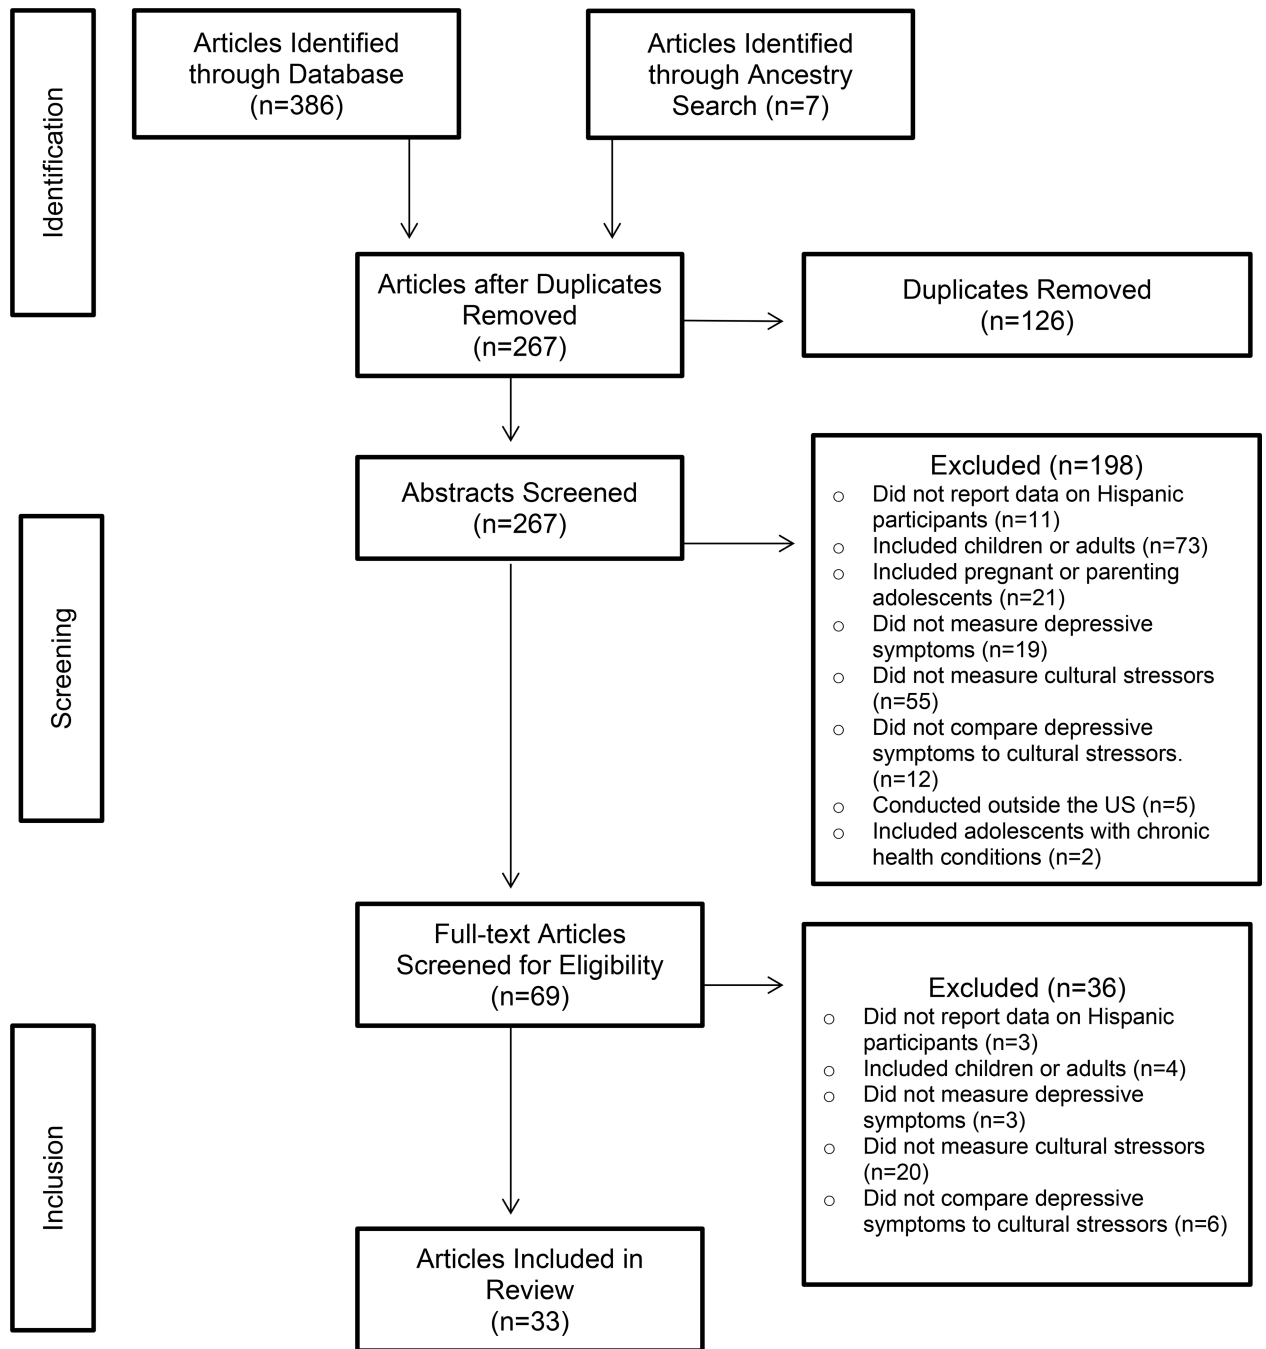 Identification
Articles Identified
through Database
(n=386)
Articles Identified
through Ancestry
Search (n=7)
Articles after Duplicates
Removed
(n=267)
Duplicates Removed
(n=126)
Screening
Abstracts Screened
(n=267)
Excluded (n=198)
○ Did not report data on Hispanic
participants (n=11)
○ Included children or adults (n=73)
○ Included pregnant or parenting
adolescents (n=21)
○ Did not measure depressive
symptoms (n=19)
○ Did not measure cultural stressors
(n=55)
○ Did not compare depressive
symptoms to cultural stressors.
(n=12)
○ Conducted outside the US (n=5)
○ Included adolescents with chronic
health conditions (n=2)
Full-text Articles
Screened for Eligibility
(n=69)
Excluded (n=36)
○ Did not report data on Hispanic
participants (n=3)
○ Included children or adults (n=4)
○ Did not measure depressive
symptoms (n=3)
○ Did not measure cultural stressors
(n=20)
○ Did not compare depressive
symptoms to cultural stressors (n=6)
Inclusion
Articles Included in
Review
(n=33)